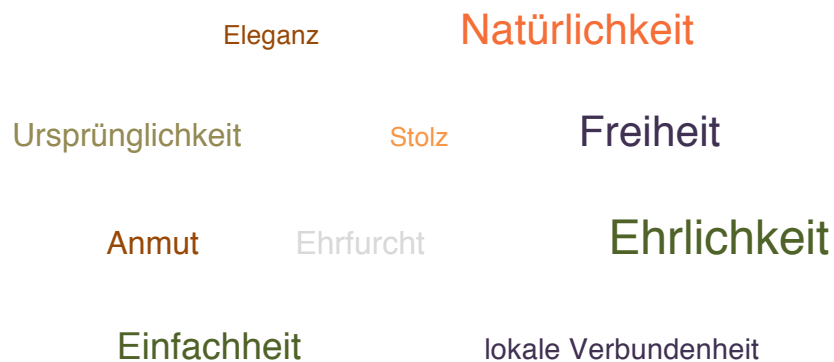 Eleganz Natürlichkeit
Ursprünglichkeit Stolz Freiheit
Anmut Ehrfurcht Ehrlichkeit
Einfachheit lokale Verbundenheit